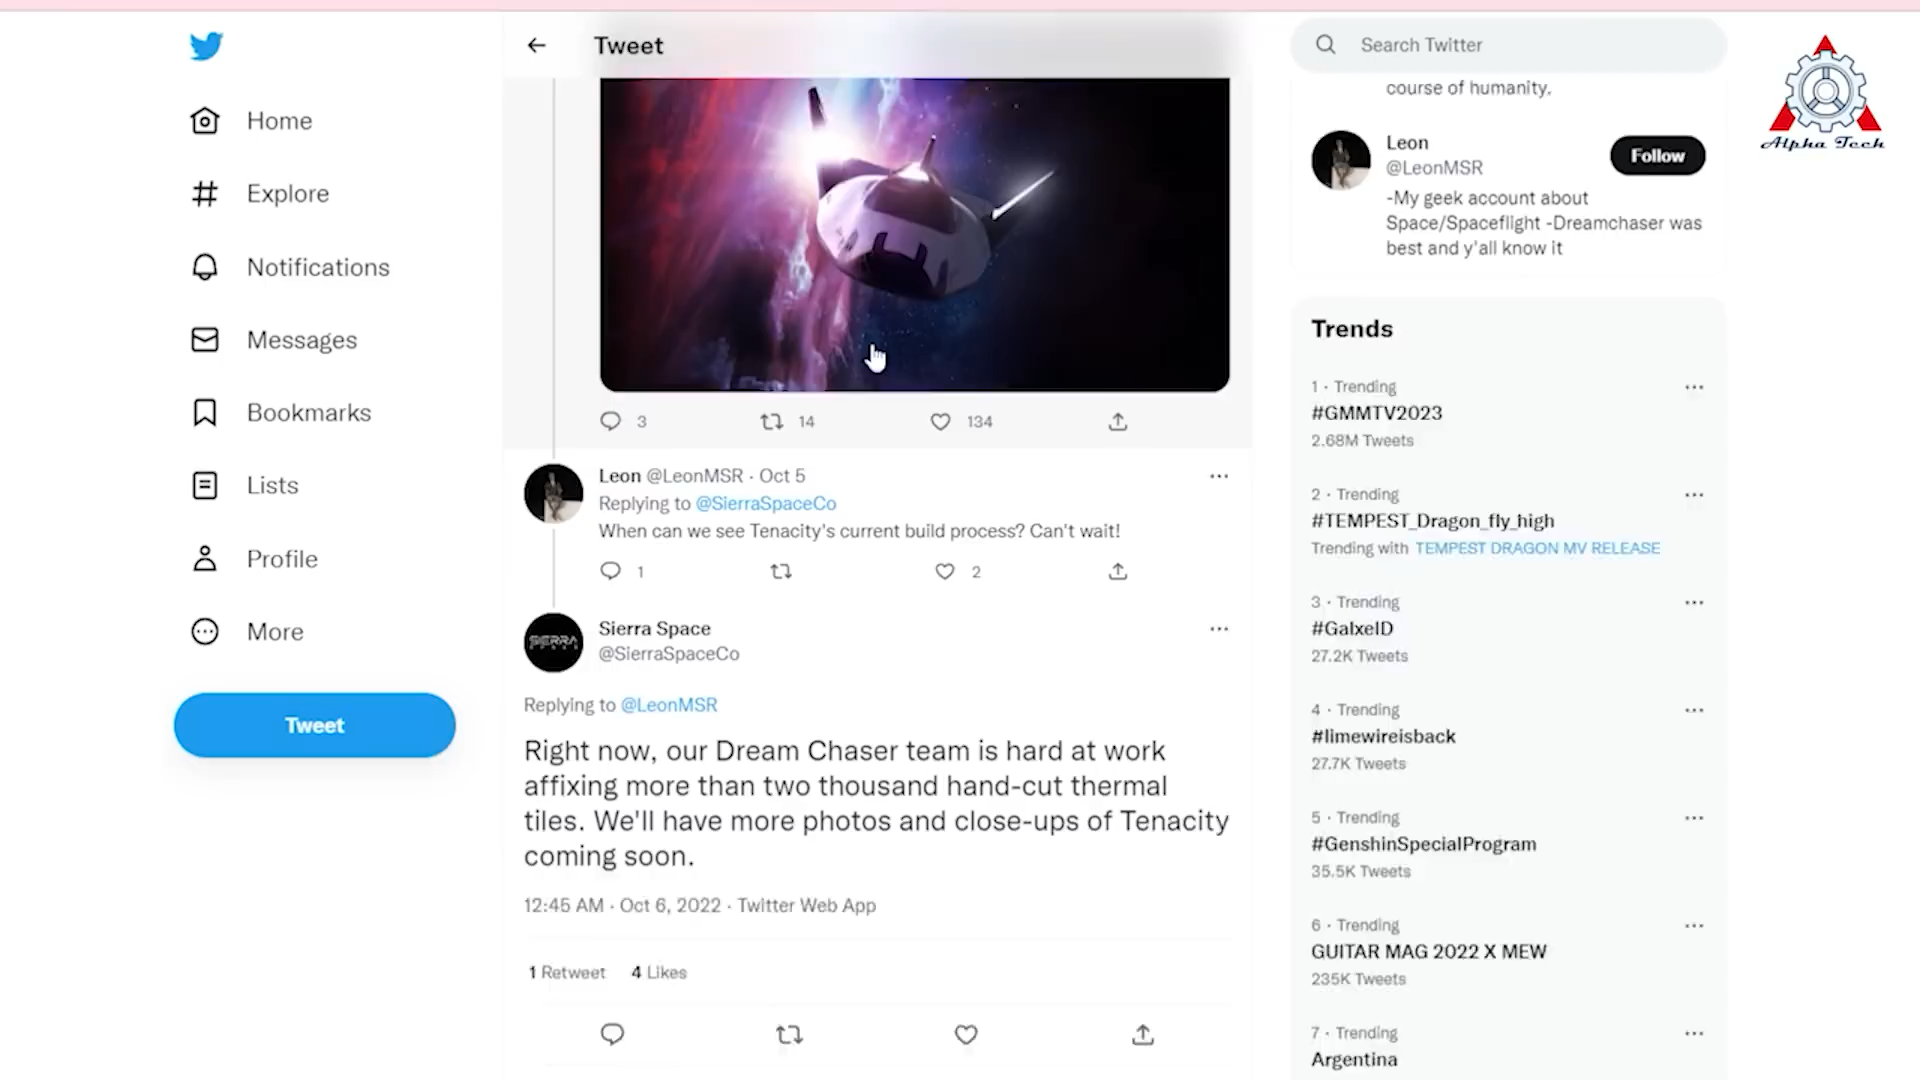 Home
Explore
Notifications
Messages
Bookmarks
Lists
Profile
More
Tweet
Tweet
3
14
134
Leon @LeonMSR · Oct 5
Replying to @SierraSpaceCo
When can we see Tenacity's current build process? Can't wait!
1
2
SIERRA
SPACE
Sierra Space
@SierraSpaceCo
Replying to @LeonMSR
Right now, our Dream Chaser team is hard at work
affixing more than two thousand hand-cut thermal
tiles. We'll have more photos and close-ups of Tenacity
coming soon.
12:45 AM · Oct 6, 2022 · Twitter Web App
1 Retweet 4 Likes
Search Twitter
course of humanity.
Leon
@LeonMSR
Follow
-My geek account about
Space/Spaceflight -Dreamchaser was
best and y'all know it
Trends
1 · Trending
#GMMTV2023
2.68M Tweets
2 · Trending
#TEMPEST_Dragon_fly_high
Trending with TEMPEST DRAGON MV RELEASE
3 · Trending
#GalxeID
27.2K Tweets
4 · Trending
#limewireisback
27.7K Tweets
5 · Trending
#GenshinSpecialProgram
35.5K Tweets
6 · Trending
GUITAR MAG 2022 X MEW
235K Tweets
7 · Trending
Argentina
Alpha Tech